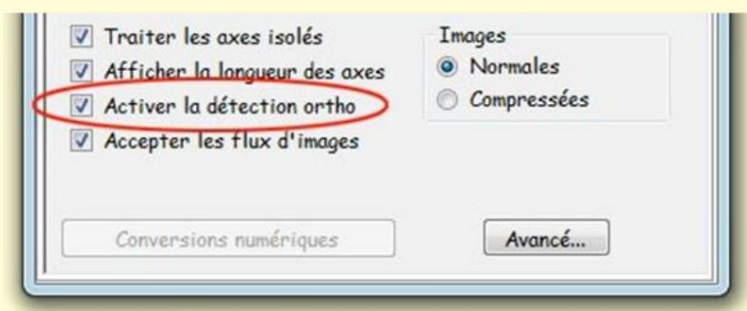 Traiter les axes isolés
Afficher la longueur des axes
Activer la détection ortho
Accepter les flux d'images
Images
Normales
Compressées
Conversions numériques
Avancé...